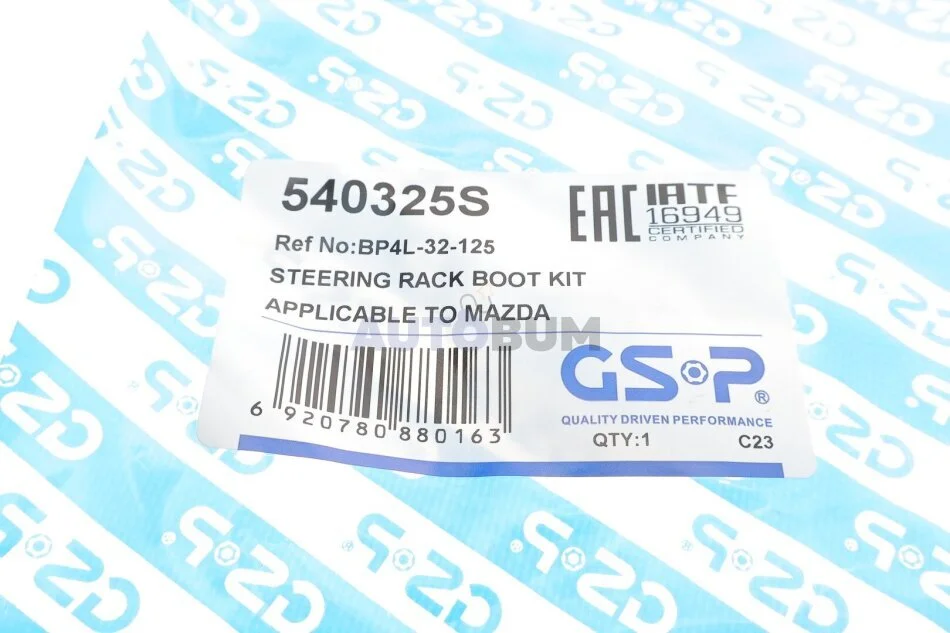 540325S
EAC IATF
16949
CERTIFIED
COMPANY
Ref No:BP4L-32-125
STEERING RACK BOOT KIT
APPLICABLE TO MAZDA
AUTOBUM
GS·P®
QUALITY DRIVEN PERFORMANCE
6 920780 880163
QTY:1 C23